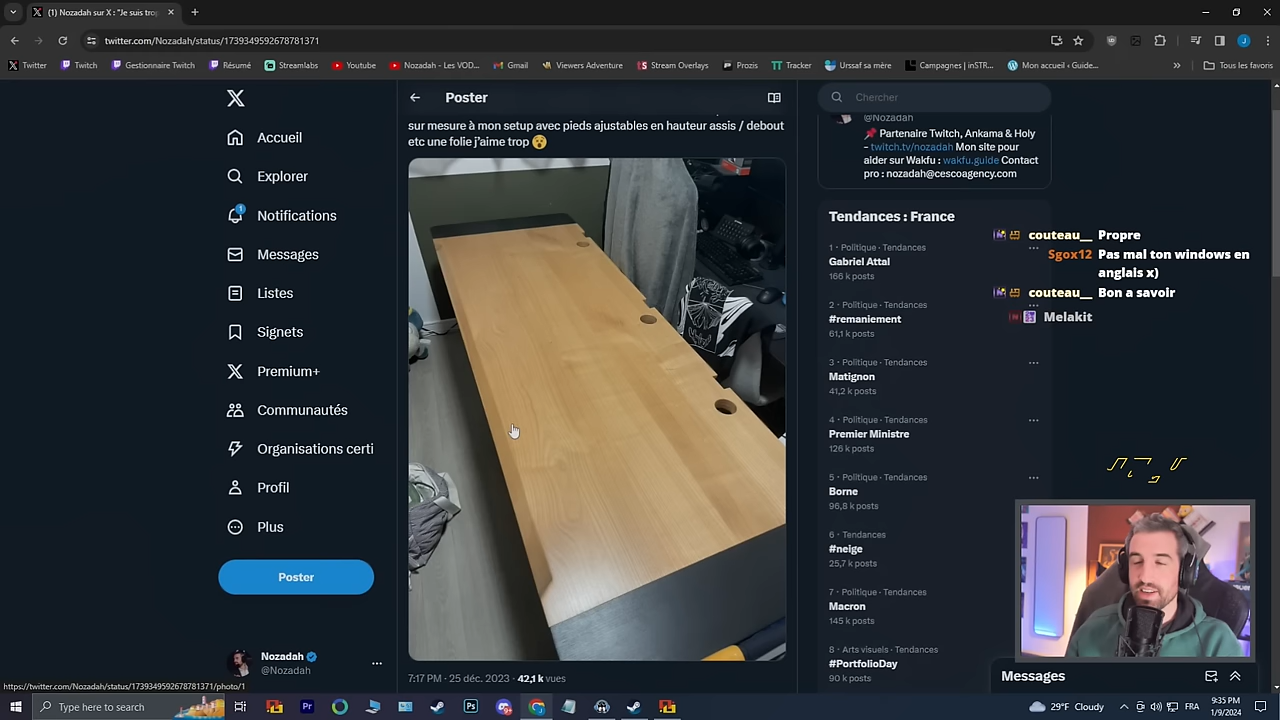 (1) Nozadah sur X : "Je suis trop
twitter.com/Nozadah/status/1739349592678781371
Twitter
Twitch
Gestionnaire Twitch
Résumé
Streamlabs
Youtube
Nozadah - Les VOD...
Gmail
Viewers Adventure
Stream Overlays
Prozis
Tracker
Urssaf sa mère
Campagnes | inSTR...
Mon accueil ‹ Guide...
Tous les favoris
Accueil
Explorer
1
Notifications
Messages
Listes
Signets
Premium+
Communautés
Organisations certi
Profil
Plus
Poster
Nozadah
@Nozadah
Poster
sur mesure à mon setup avec pieds ajustables en hauteur assis / debout
etc une folie j'aime trop 😯
7:17 PM · 25 déc. 2023 · 42,1 k vues
Chercher
@Nozadah
📌 Partenaire Twitch, Ankama & Holy
- twitch.tv/nozadah Mon site pour
aider sur Wakfu : wakfu.guide Contact
pro : nozadah@cescoagency.com
Tendances : France
1 · Politique · Tendances
Gabriel Attal
166 k posts
2 · Politique · Tendances
#remaniement
61,1 k posts
3 · Politique · Tendances
Matignon
41,2 k posts
4 · Politique · Tendances
Premier Ministre
126 k posts
5 · Politique · Tendances
Borne
96,8 k posts
6 · Tendances
#neige
25,7 k posts
7 · Politique · Tendances
Macron
145 k posts
8 · Arts visuels · Tendances
#PortfolioDay
90 k posts
couteau__ Propre
Sgox12 Pas mal ton windows en
anglais x)
couteau__ Bon a savoir
Melakit
Messages
https://twitter.com/Nozadah/status/1739349592678781371/photo/1
Type here to search
29°F Cloudy
FRA
9:35 PM
1/9/2024